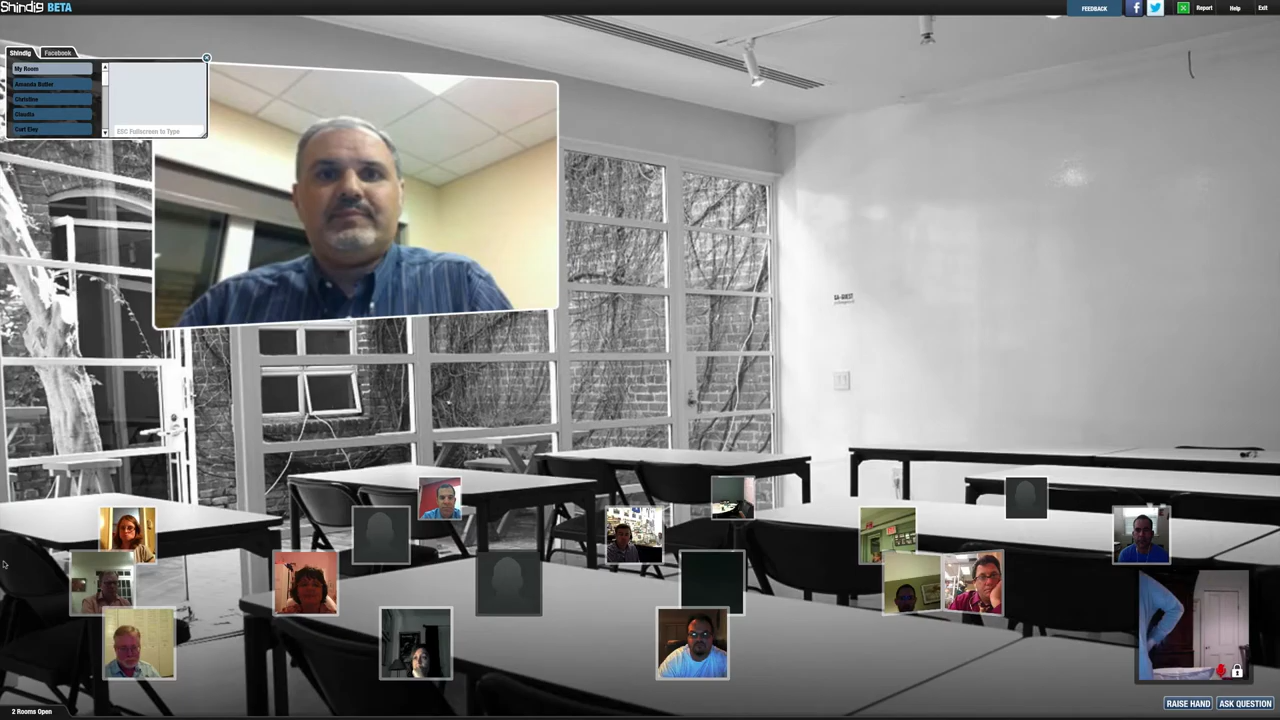 Shindig BETA
FEEDBACK
Report
Help
Exit
Shindig
Facebook
My Room
Amanda Butler
Christine
Claudia
Curt Eley
ESC Fullscreen to Type
RAISE HAND
ASK QUESTION
2 Rooms Open